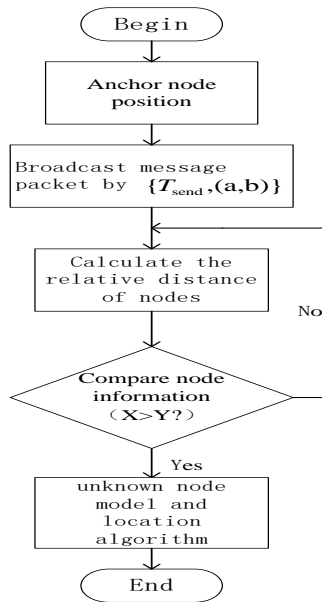 Begin
Anchor node
position
Broadcast message
packet by {T_send,(a,b)}
Calculate the
relative distance
of nodes
No
Compare node
information
（X>Y?）
Yes
unknown node
model and
location
algorithm
End